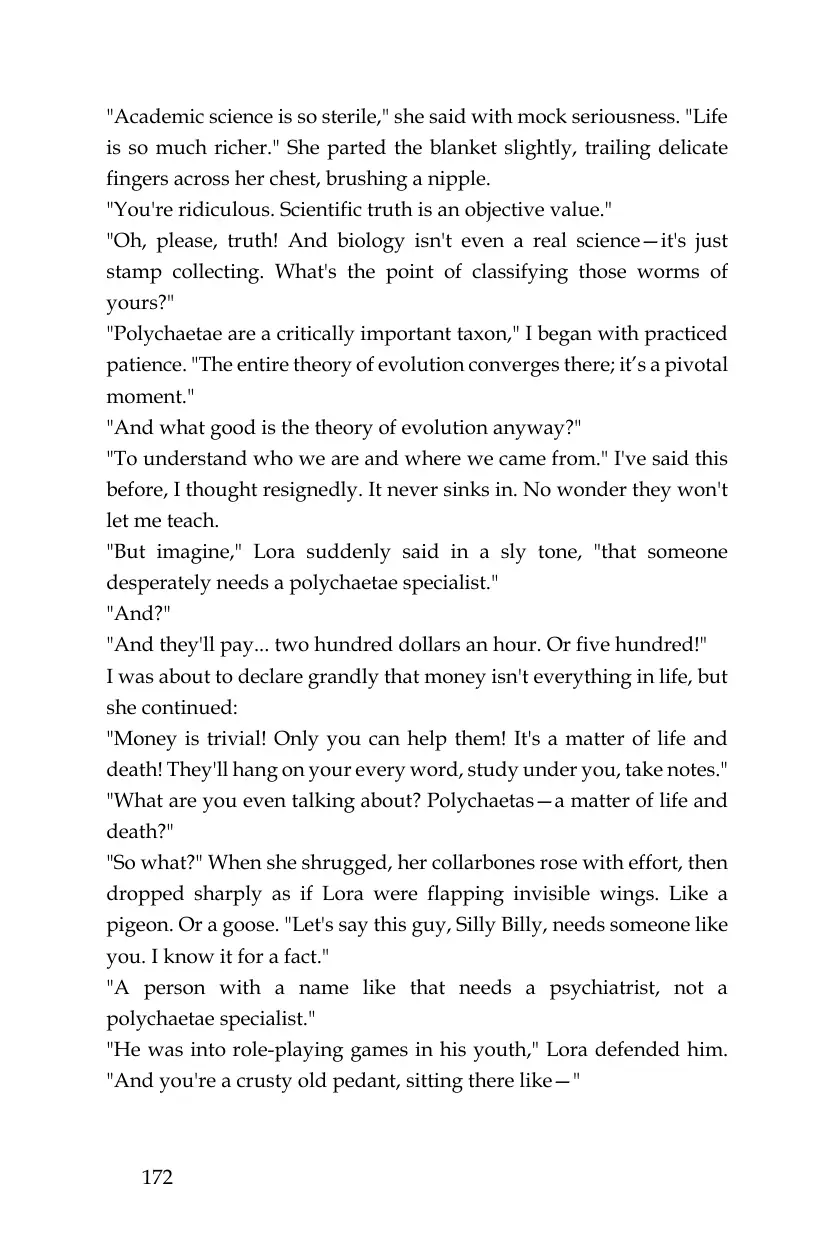 "Academic science is so sterile," she said with mock seriousness. "Life
is so much richer." She parted the blanket slightly, trailing delicate
fingers across her chest, brushing a nipple.
"You're ridiculous. Scientific truth is an objective value."
"Oh, please, truth! And biology isn't even a real science—it's just
stamp collecting. What's the point of classifying those worms of
yours?"
"Polychaetae are a critically important taxon," I began with practiced
patience. "The entire theory of evolution converges there; it’s a pivotal
moment."
"And what good is the theory of evolution anyway?"
"To understand who we are and where we came from." I've said this
before, I thought resignedly. It never sinks in. No wonder they won't
let me teach.
"But imagine," Lora suddenly said in a sly tone, "that someone
desperately needs a polychaetae specialist."
"And?"
"And they'll pay... two hundred dollars an hour. Or five hundred!"
I was about to declare grandly that money isn't everything in life, but
she continued:
"Money is trivial! Only you can help them! It's a matter of life and
death! They'll hang on your every word, study under you, take notes."
"What are you even talking about? Polychaetas—a matter of life and
death?"
"So what?" When she shrugged, her collarbones rose with effort, then
dropped sharply as if Lora were flapping invisible wings. Like a
pigeon. Or a goose. "Let's say this guy, Silly Billy, needs someone like
you. I know it for a fact."
"A person with a name like that needs a psychiatrist, not a
polychaetae specialist."
"He was into role-playing games in his youth," Lora defended him.
"And you're a crusty old pedant, sitting there like—"
172